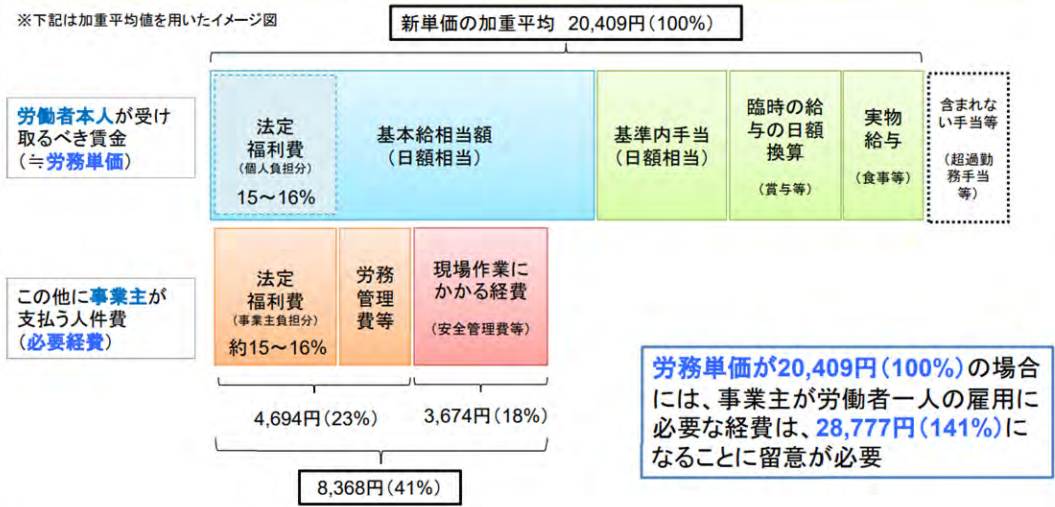 ※下記は加重平均値を用いたイメージ図
新単価の加重平均 20,409円(100%)
労働者本人が受け
取るべき賃金
(≒労務単価)
法定
福利費
(個人負担分)
15～16%
基本給相当額
(日額相当)
基準内手当
(日額相当)
臨時の給
与の日額
換算
(賞与等)
実物
給与
(食事等)
含まれな
い手当等
(超過勤
務手当
等)
この他に事業主が
支払う人件費
(必要経費)
法定
福利費
(事業主負担分)
約15～16%
労務
管理
費等
現場作業に
かかる経費
(安全管理費等)
4,694円(23%)
3,674円(18%)
8,368円(41%)
労務単価が20,409円(100%)の場合
には、事業主が労働者一人の雇用に
必要な経費は、28,777円(141%)に
なることに留意が必要